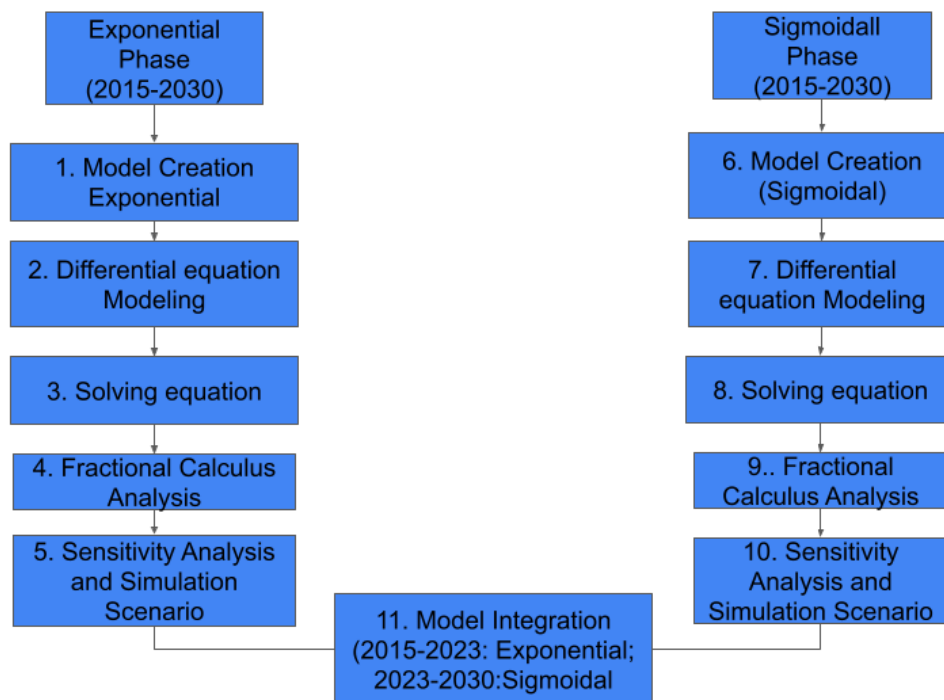 Exponential
Phase
(2015-2030)
1. Model Creation
Exponential
2. Differential equation
Modeling
3. Solving equation
4. Fractional Calculus
Analysis
5. Sensitivity Analysis
and Simulation
Scenario
Sigmoidall
Phase
(2015-2030)
6. Model Creation
(Sigmoidal)
7. Differential
equation Modeling
8. Solving equation
9.. Fractional
Calculus Analysis
10. Sensitivity
Analysis and
Simulation Scenario
11. Model Integration
(2015-2023: Exponential;
2023-2030:Sigmoidal